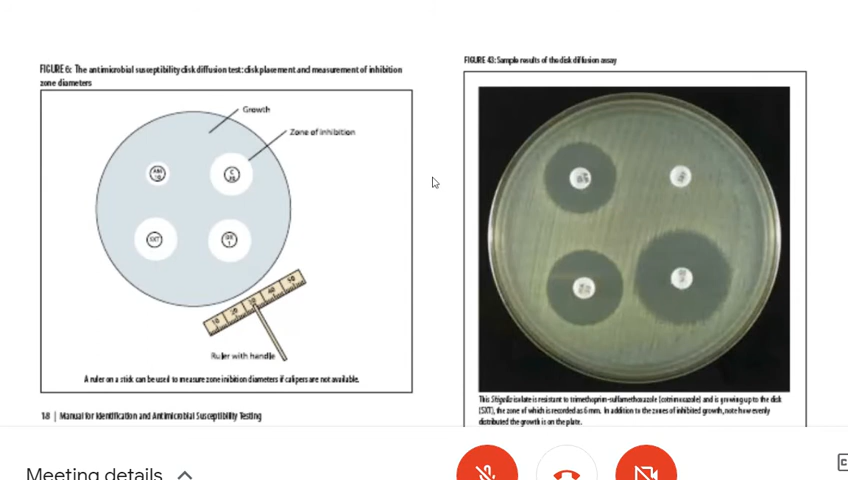 FIGURE 6: The antimicrobial susceptibility disk diffusion test: disk placement and measurement of inhibition
zone diameters
Growth
Zone of inhibition
SXT
Ruler with handle
A ruler on a stick can be used to measure zone inibition diameters if calipers are not available.
18 | Manual for Identification and Antimicrobial Susceptibility Testing
FIGURE 43: Sample results of the disk diffusion assay
This Shigella isolate is resistant to trimethoprim-sulfamethoxazole (cotrimoxazole) and is growing up to the disk
(SXT), the zone of which is recorded as 6 mm. In addition to the zones of inhibited growth, note how evenly
distributed the growth is on the plate.
Meeting details